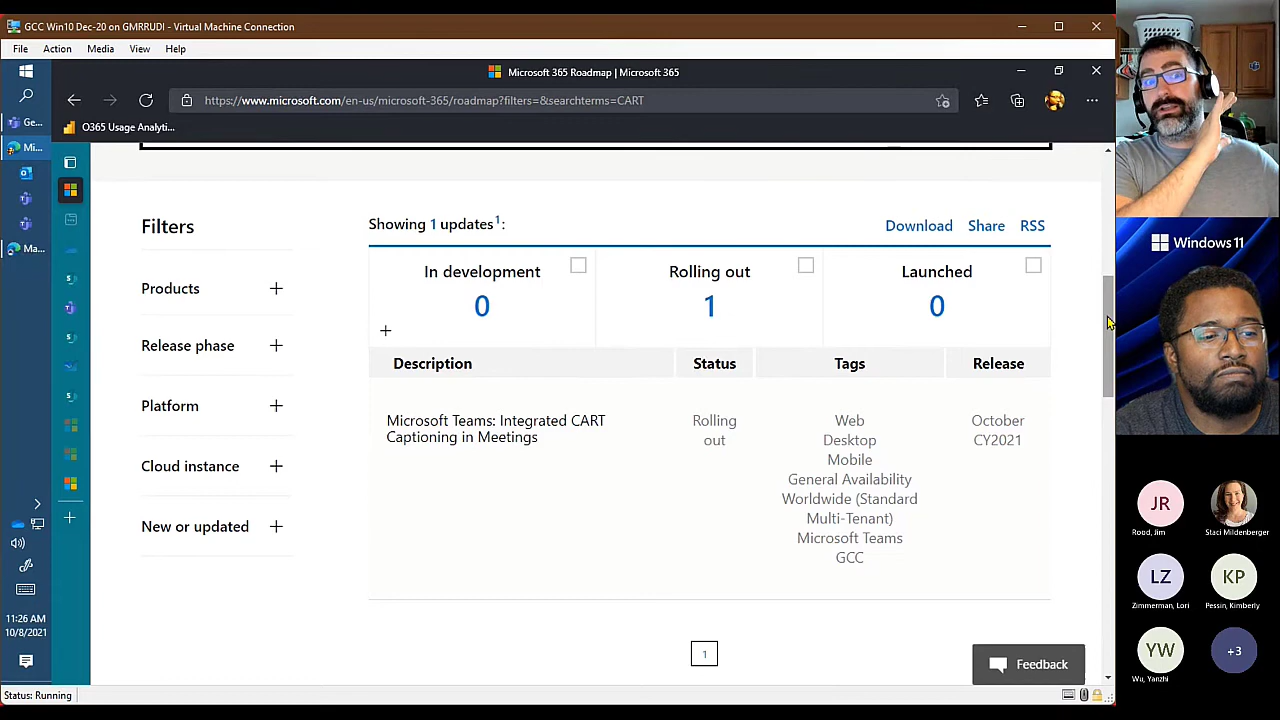 GCC Win10 Dec-20 on GMRRUDI - Virtual Machine Connection
File Action Media View Help
Microsoft 365 Roadmap | Microsoft 365
https://www.microsoft.com/en-us/microsoft-365/roadmap?filters=&searchterms=CART
O365 Usage Analyti...
Ge...
Mi...
Ma...
Filters
Products
Release phase
Platform
Cloud instance
New or updated
Showing 1 updates1:
Download Share RSS
In development
0
Rolling out
1
Launched
0
Description Status Tags Release
Microsoft Teams: Integrated CART
Captioning in Meetings
Rolling
out
Web
Desktop
Mobile
General Availability
Worldwide (Standard
Multi-Tenant)
Microsoft Teams
GCC
October
CY2021
1
Feedback
11:26 AM
10/8/2021
Status: Running
Windows 11
JR
Rood, Jim
Staci Mildenberger
LZ
Zimmerman, Lori
KP
Pessin, Kimberly
YW
Wu, Yanzhi
+3